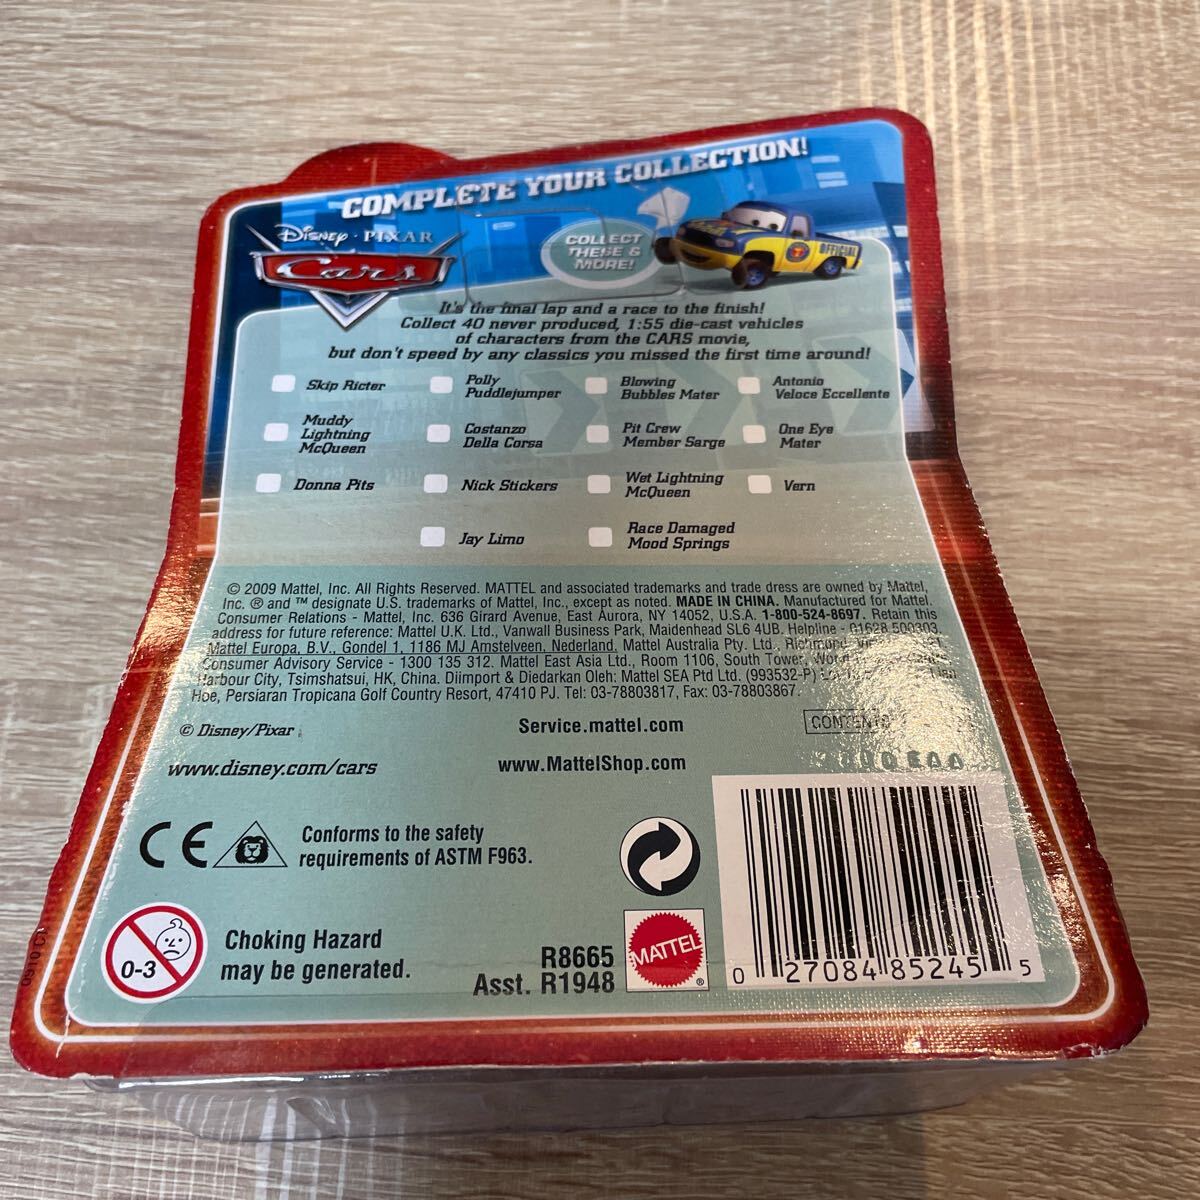 COMPLETE YOUR COLLECTION!
DISNEY · PIXAR
Cars
COLLECT
THESE &
MORE!
OFFICIAL
It's the final lap and a race to the finish!
Collect 40 never produced, 1:55 die-cast vehicles
of characters from the CARS movie,
but don't speed by any classics you missed the first time around!
Skip Ricter
Polly
Puddlejumper
Blowing
Bubbles Mater
Antonio
Veloce Eccellente
Muddy
Lightning
McQueen
Costanzo
Della Corsa
Pit Crew
Member Sarge
One Eye
Mater
Donna Pits
Nick Stickers
Wet Lightning
McQueen
Vern
Jay Limo
Race Damaged
Mood Springs
© 2009 Mattel, Inc. All Rights Reserved. MATTEL and associated trademarks and trade dress are owned by Mattel,
Inc. ® and ™ designate U.S. trademarks of Mattel, Inc., except as noted. MADE IN CHINA. Manufactured for Mattel.
Consumer Relations - Mattel, Inc. 636 Girard Avenue, East Aurora, NY 14052, U.S.A. 1-800-524-8697. Retain this
address for future reference: Mattel U.K. Ltd., Vanwall Business Park, Maidenhead SL6 4UB. Helpline - 01628 500303.
Mattel Europa, B.V., Gondel 1, 1186 MJ Amstelveen, Nederland. Mattel Australia Pty. Ltd., Richmond,
Consumer Advisory Service - 1300 135 312. Mattel East Asia Ltd., Room 1106, South Tower, World
Harbour City, Tsimshatsui, HK, China. Diimport & Diedarkan Oleh: Mattel SEA Ptd Ltd. (993532-P)
Hoe, Persiaran Tropicana Golf Country Resort, 47410 PJ. Tel: 03-78803817, Fax: 03-78803867.
© Disney/Pixar
Service.mattel.com
CONTENTS
www.disney.com/cars
www.MattelShop.com
CE
Conforms to the safety
requirements of ASTM F963.
0-3
Choking Hazard
may be generated.
R8665
Asst. R1948
MATTEL
®
0 27084 85245 5